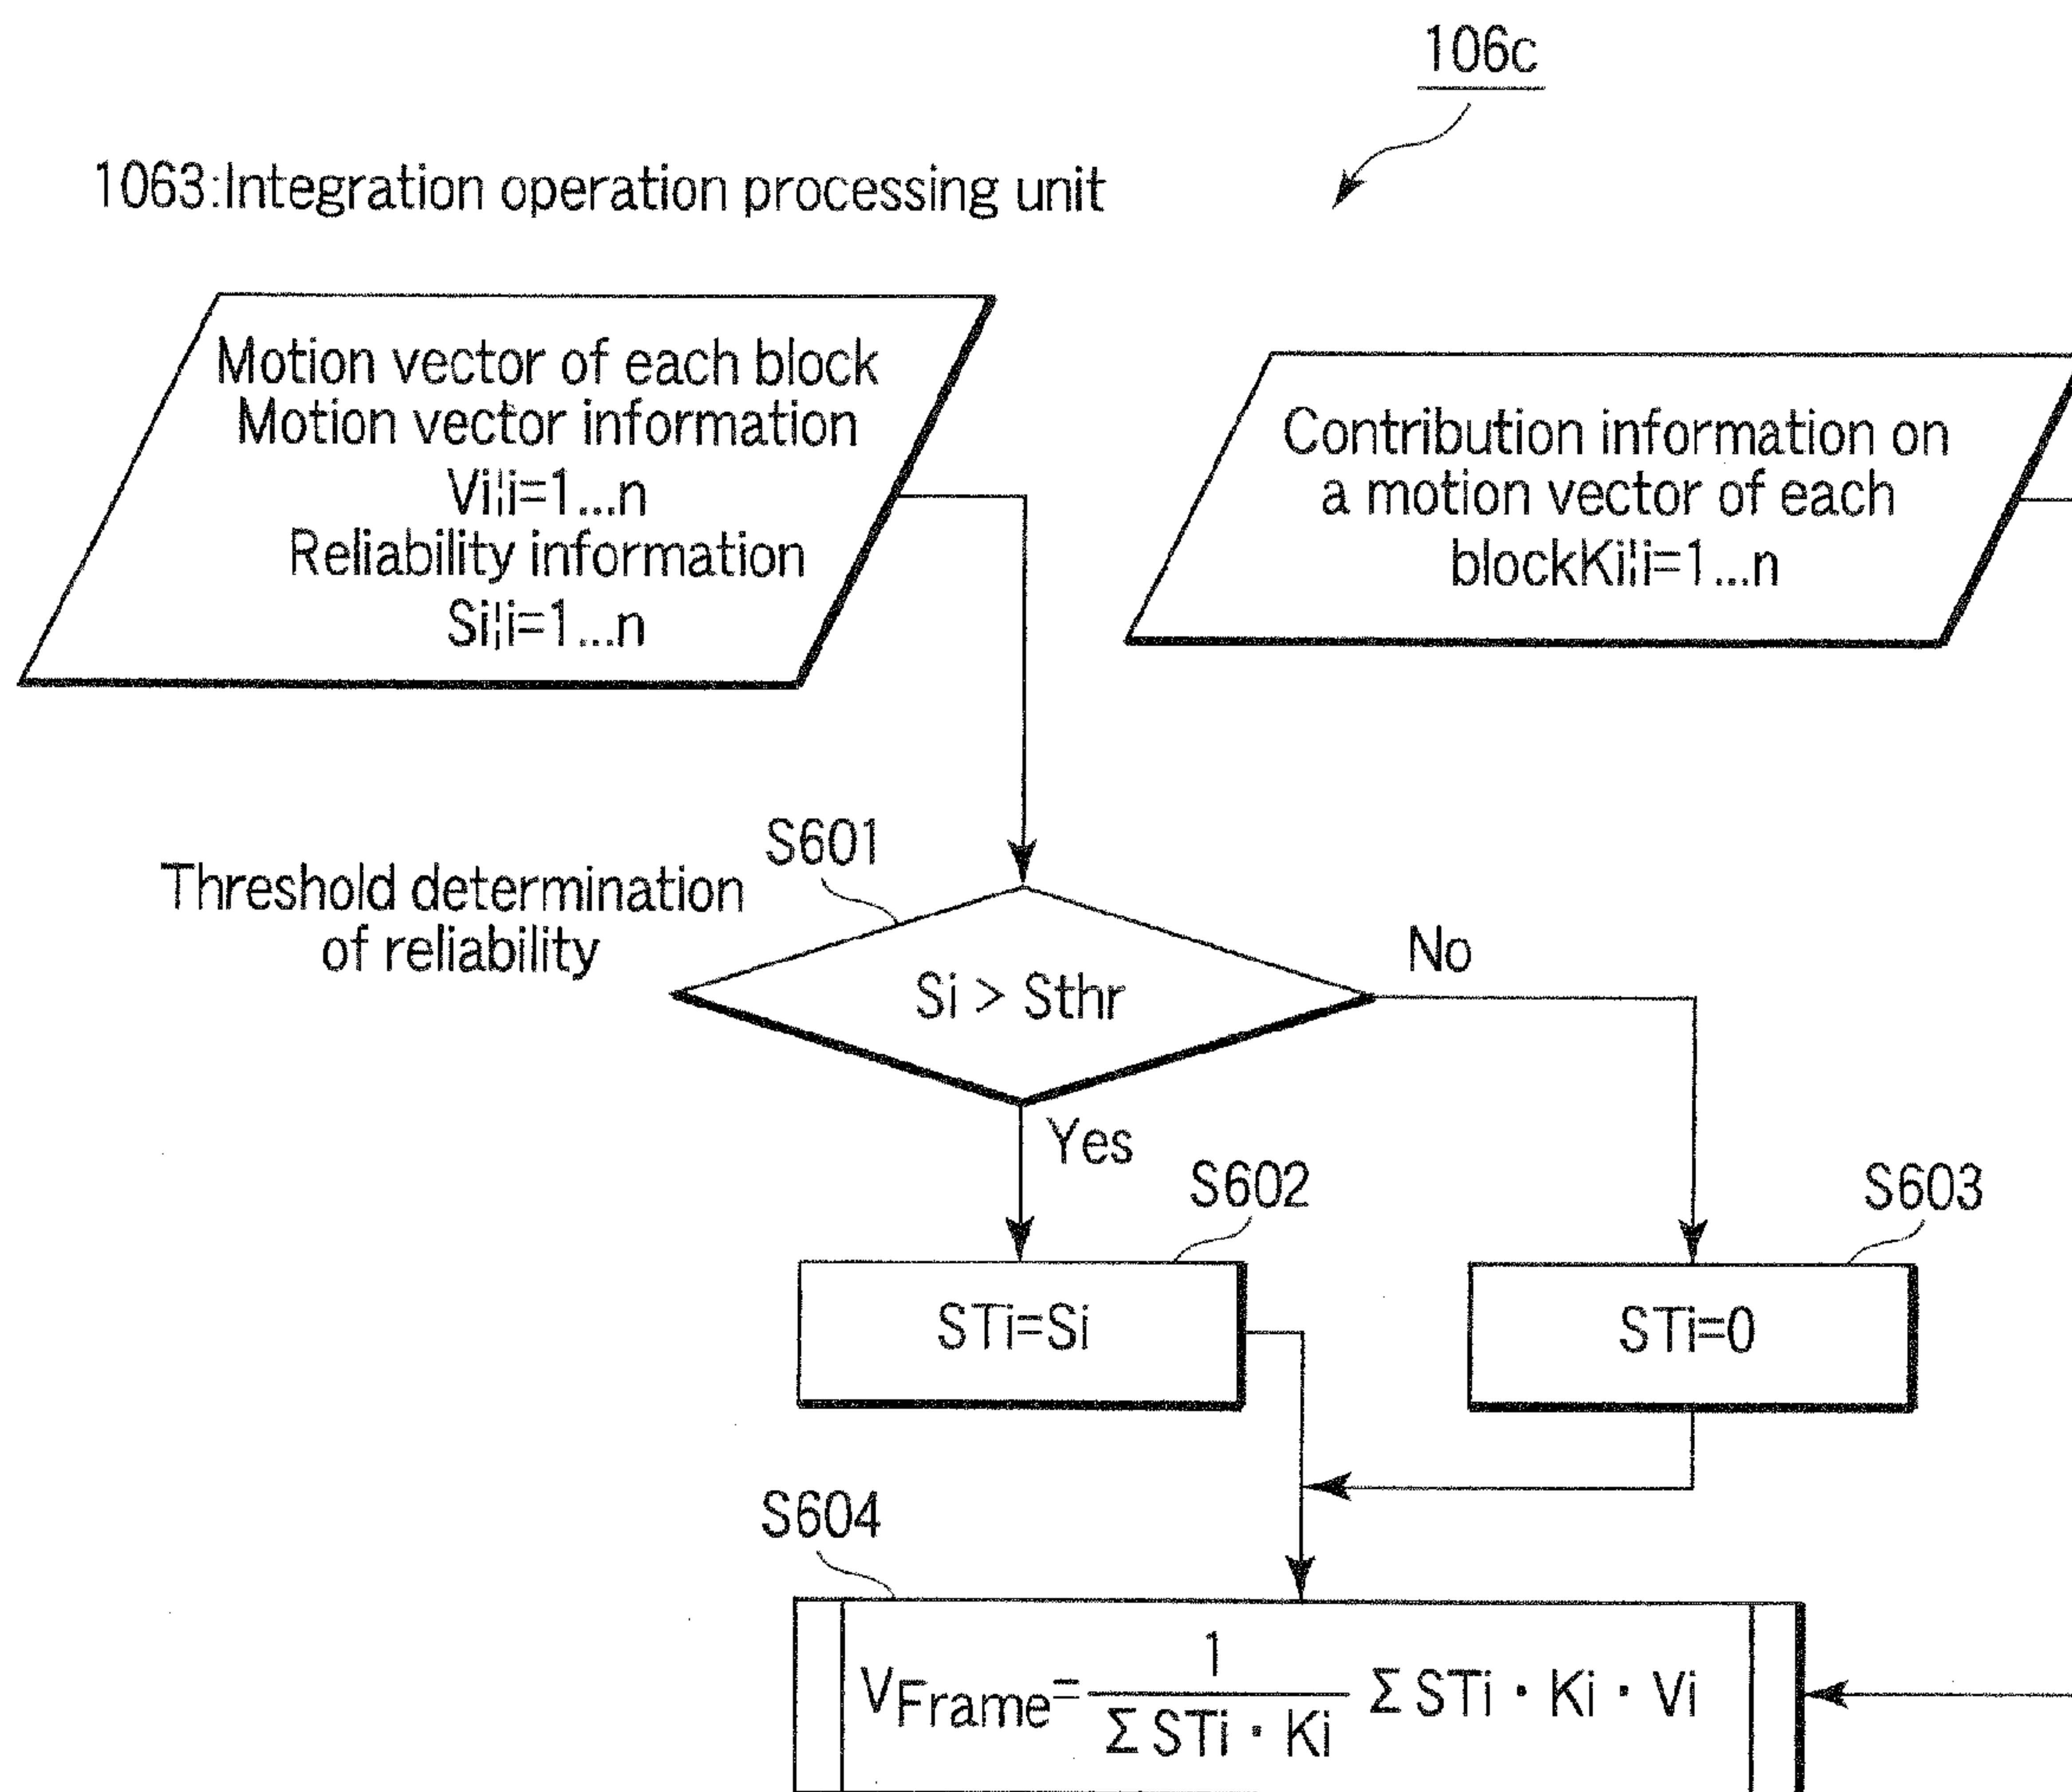 106c
1063:Integration operation processing unit
Motion vector of each block
Motion vector information
Vi¦i=1...n
Reliability information
Si¦i=1...n
Contribution information on
a motion vector of each
blockKi¦i=1...n
Threshold determination
of reliability
S601
Si > Sthr
No
Yes
S602
STi=Si
S603
STi=0
S604
VFrame= 1 / Σ STi · Ki Σ STi · Ki · Vi